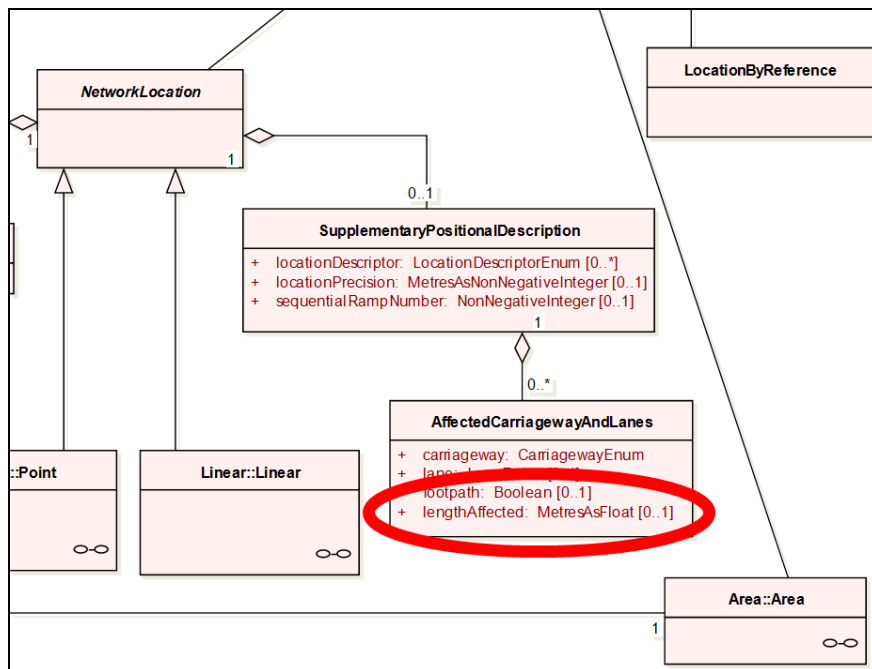 NetworkLocation
LocationByReference
1
1
0..1
SupplementaryPositionalDescription
+ locationDescriptor: LocationDescriptorEnum [0..*]
+ locationPrecision: MetresAsNonNegativeInteger [0..1]
+ sequentialRampNumber: NonNegativeInteger [0..1]
1
0..*
AffectedCarriagewayAndLanes
+ carriageway: CarriagewayEnum
+
footpath: Boolean [0..1]
+ lengthAffected: MetresAsFloat [0..1]
::Point
Linear::Linear
Area::Area
1